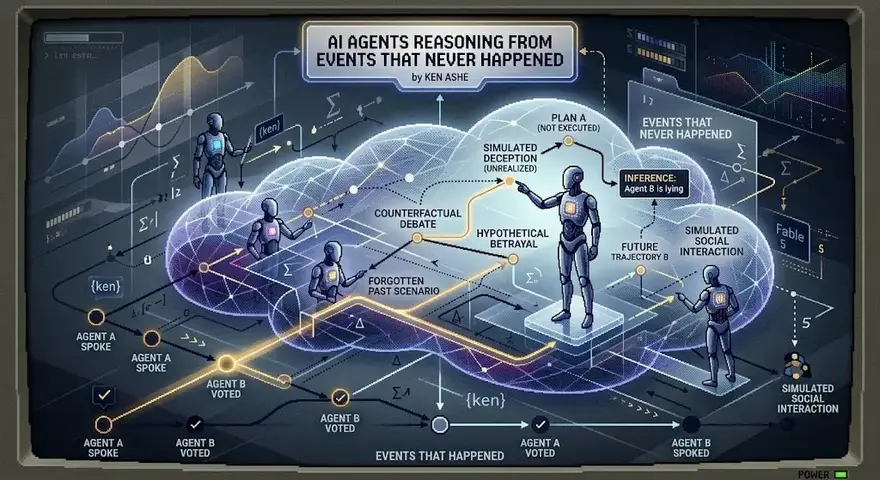 AI AGENTS REASONING FROM
EVENTS THAT NEVER HAPPENED
by KEN ASHE
PLAN A
(NOT EXECUTED)
EVENTS THAT
NEVER HAPPENED
{ken}
SIMULATED
DECEPTION
(UNREALIZED)
INFERENCE:
Agent B is lying
COUNTERFACTUAL
DEBATE
HYPOTHETICAL
BETRAYAL
FUTURE
TRAJECTORY B
SIMULATED
SOCIAL
INTERACTION
Fable
5
FORGOTTEN
PAST SCENARIO
{ken}
AGENT A
SPOKE
AGENT A
SPOKE
AGENT B
VOTED
AGENT B
VOTED
{ken}
SIMULATED
SOCIAL
INTERACTION
AGENT A
SPOKE
AGENT B
VOTED
EVENTS THAT HAPPENED
AGENT A
VOTED
AGENT B
SPOKED
POWER